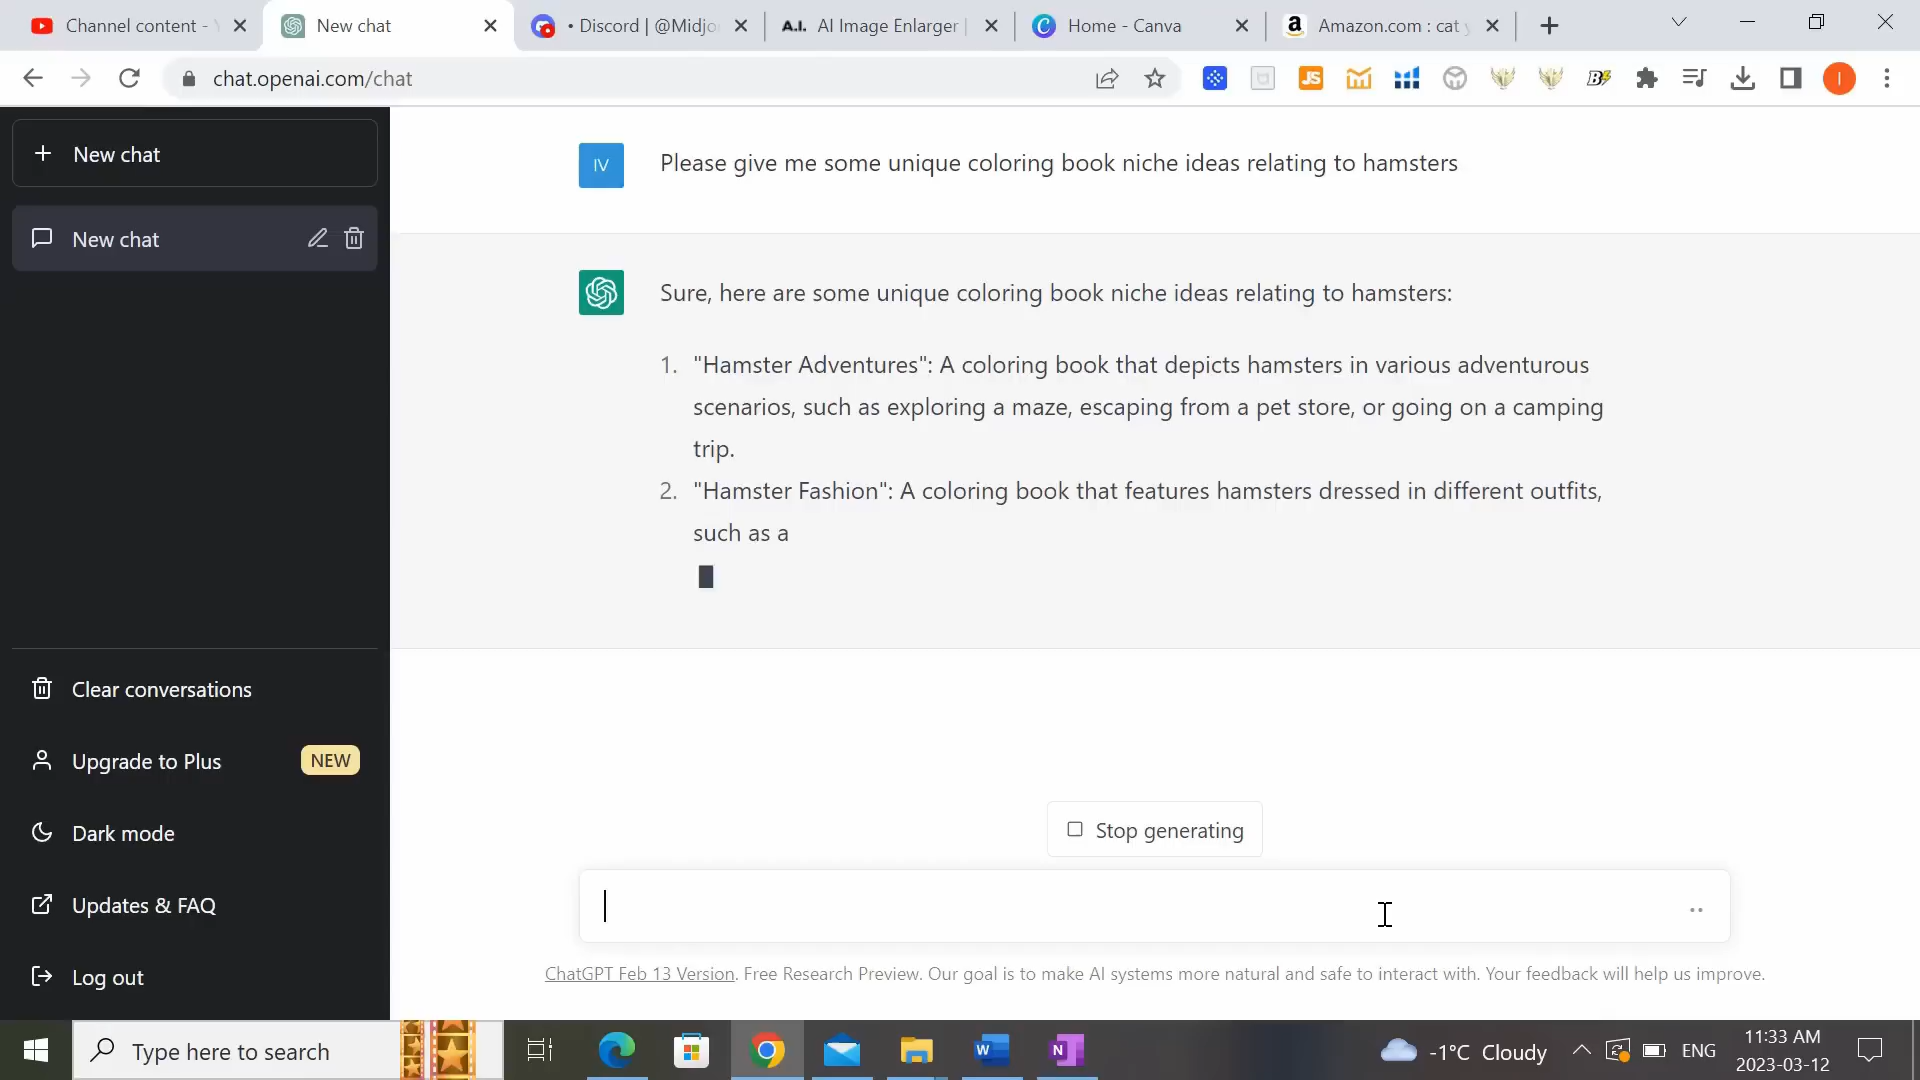 Channel content - Y
New chat
• Discord | @Midjo
A.I. AI Image Enlarger |
Home - Canva
Amazon.com : cat y
chat.openai.com/chat
JS
B
I
New chat
New chat
Clear conversations
Upgrade to Plus NEW
Dark mode
Updates & FAQ
Log out
IV
Please give me some unique coloring book niche ideas relating to hamsters
Sure, here are some unique coloring book niche ideas relating to hamsters:
1. "Hamster Adventures": A coloring book that depicts hamsters in various adventurous
scenarios, such as exploring a maze, escaping from a pet store, or going on a camping
trip.
2. "Hamster Fashion": A coloring book that features hamsters dressed in different outfits,
such as a
Stop generating
ChatGPT Feb 13 Version. Free Research Preview. Our goal is to make AI systems more natural and safe to interact with. Your feedback will help us improve.
Type here to search
W
N
-1°C Cloudy
ENG
11:33 AM
2023-03-12